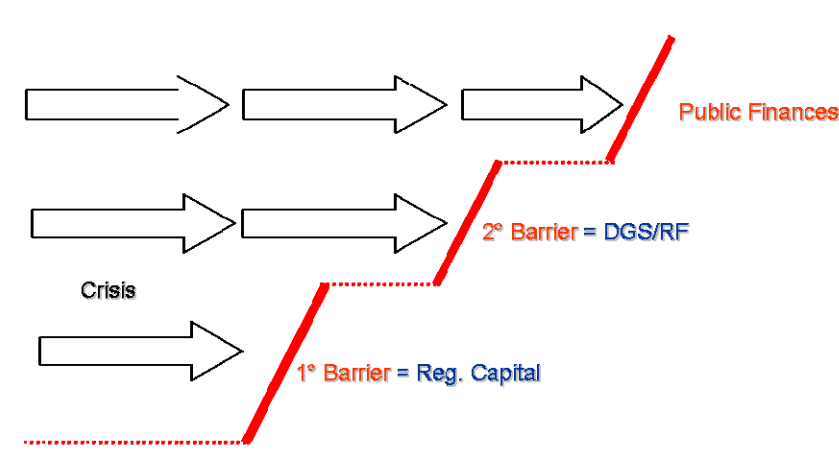 Public Finances
2° Barrier = DGS/RF
Crisis
1° Barrier = Reg. Capital